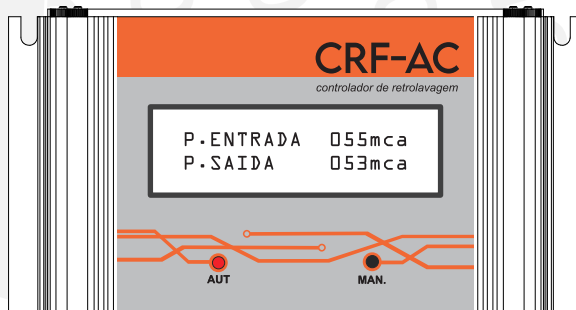 CRF-AC
controlador de retrolavagem
P.ENTRADA 055mca
P.SAIDA 053mca
AUT MAN.